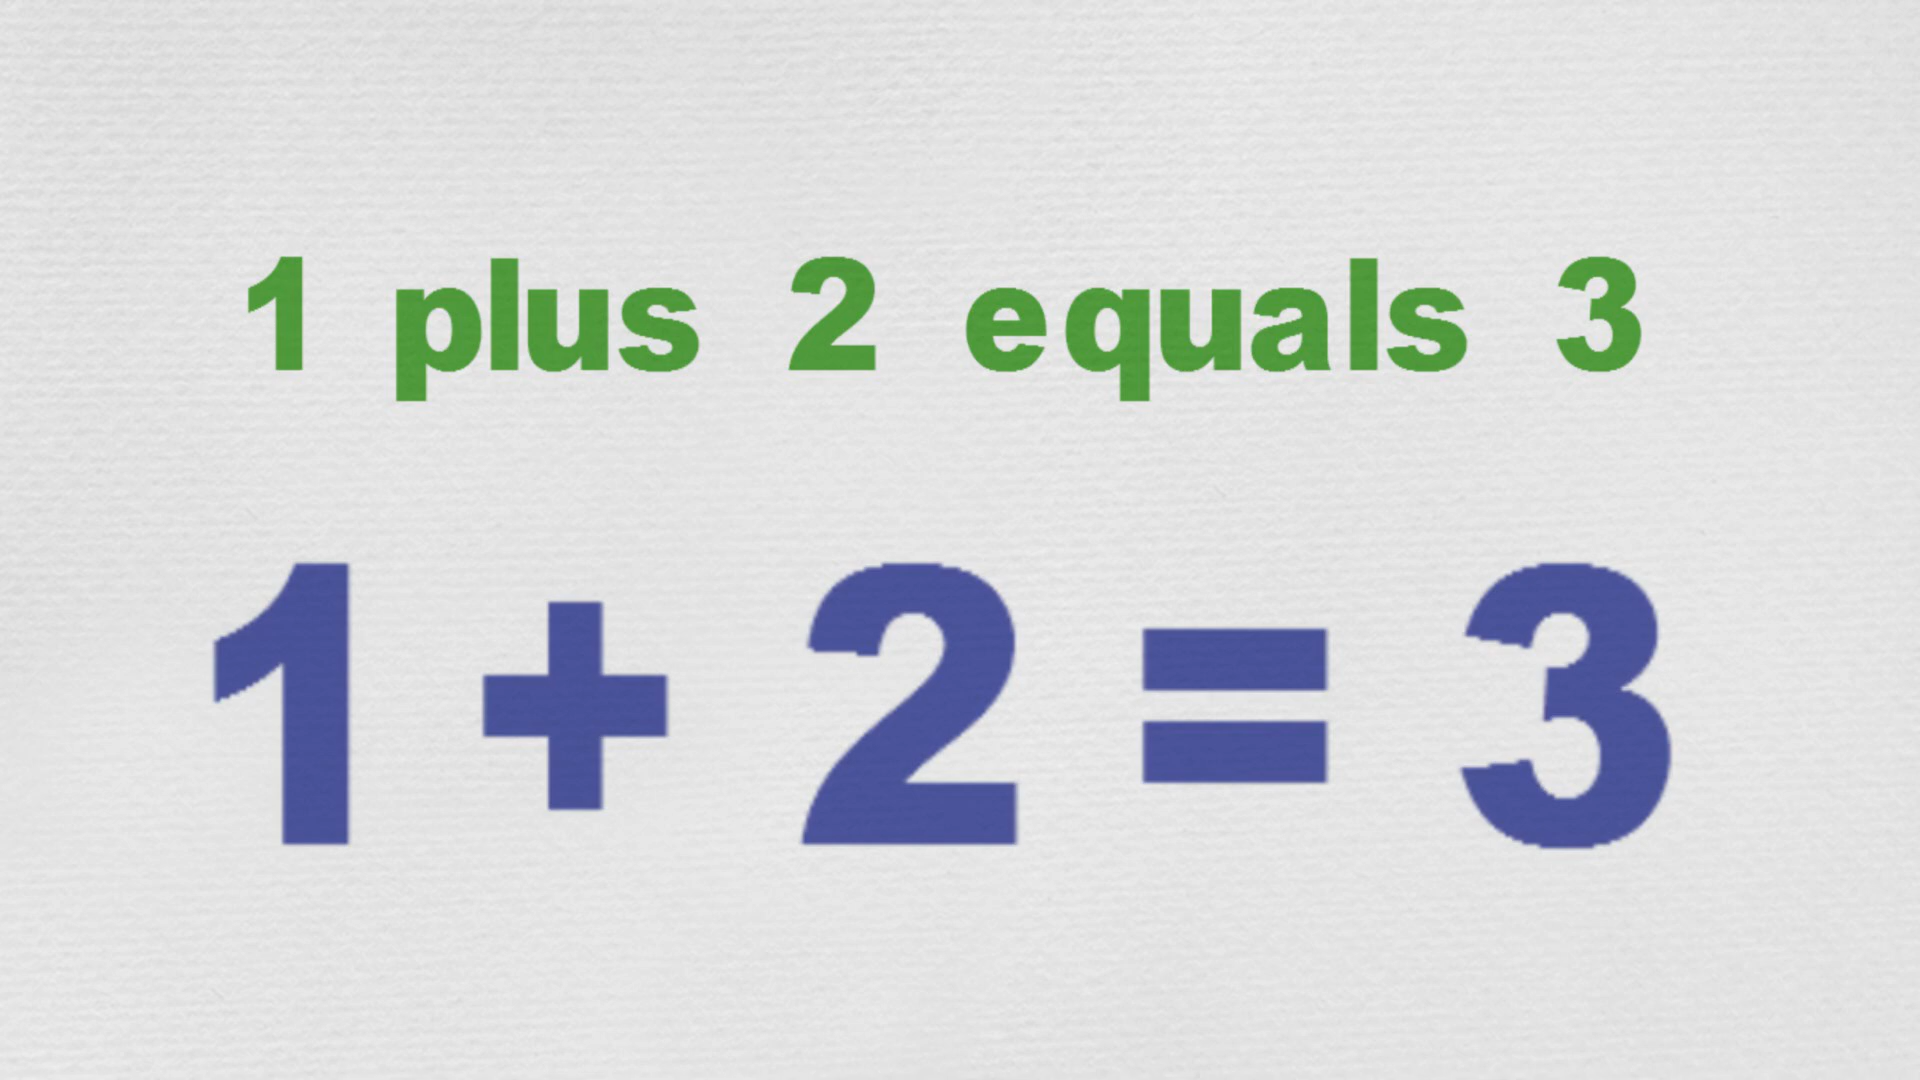 1 plus 2 equals 3
1 + 2 = 3